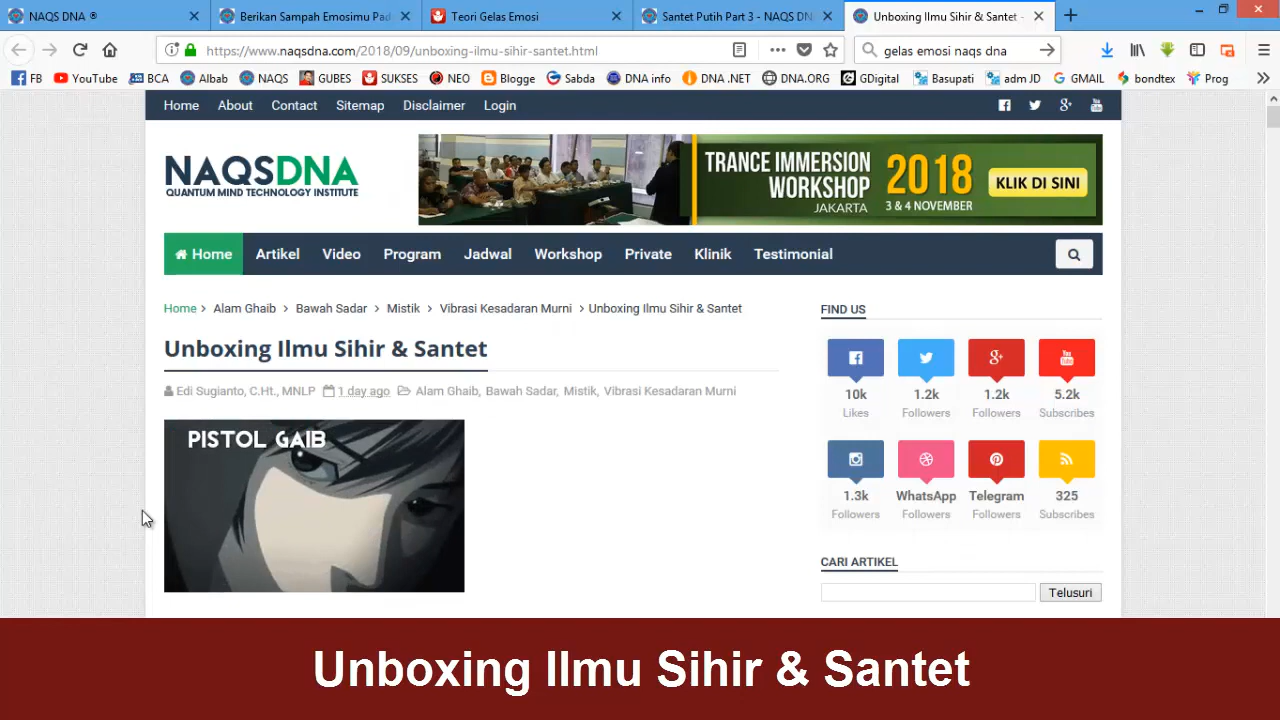 NAQS DNA ®
Berikan Sampah Emosimu Pad
Teori Gelas Emosi
Santet Putih Part 3 - NAQS DN
Unboxing Ilmu Sihir & Santet -
https://www.naqsdna.com/2018/09/unboxing-ilmu-sihir-santet.html
gelas emosi naqs dna
FB YouTube BCA Albab NAQS GUBES SUKSES NEO Blogge Sabda DNA info DNA .NET DNA.ORG GDigital Basupati adm JD GMAIL bondtex Prog
Home About Contact Sitemap Disclaimer Login
NAQSDNA
QUANTUM MIND TECHNOLOGY INSTITUTE
TRANCE IMMERSION
WORKSHOP
JAKARTA
2018
3 & 4 NOVEMBER
KLIK DI SINI
Home Artikel Video Program Jadwal Workshop Private Klinik Testimonial
Home > Alam Ghaib > Bawah Sadar > Mistik > Vibrasi Kesadaran Murni > Unboxing Ilmu Sihir & Santet
Unboxing Ilmu Sihir & Santet
Edi Sugianto, C.Ht., MNLP 1 day ago Alam Ghaib, Bawah Sadar, Mistik, Vibrasi Kesadaran Murni
PISTOL GAIB
FIND US
10k 1.2k 1.2k 5.2k
Likes Followers Followers Subscribes
1.3k WhatsApp Telegram 325
Followers Followers Followers Subscribes
CARI ARTIKEL
Telusuri
Unboxing Ilmu Sihir & Santet